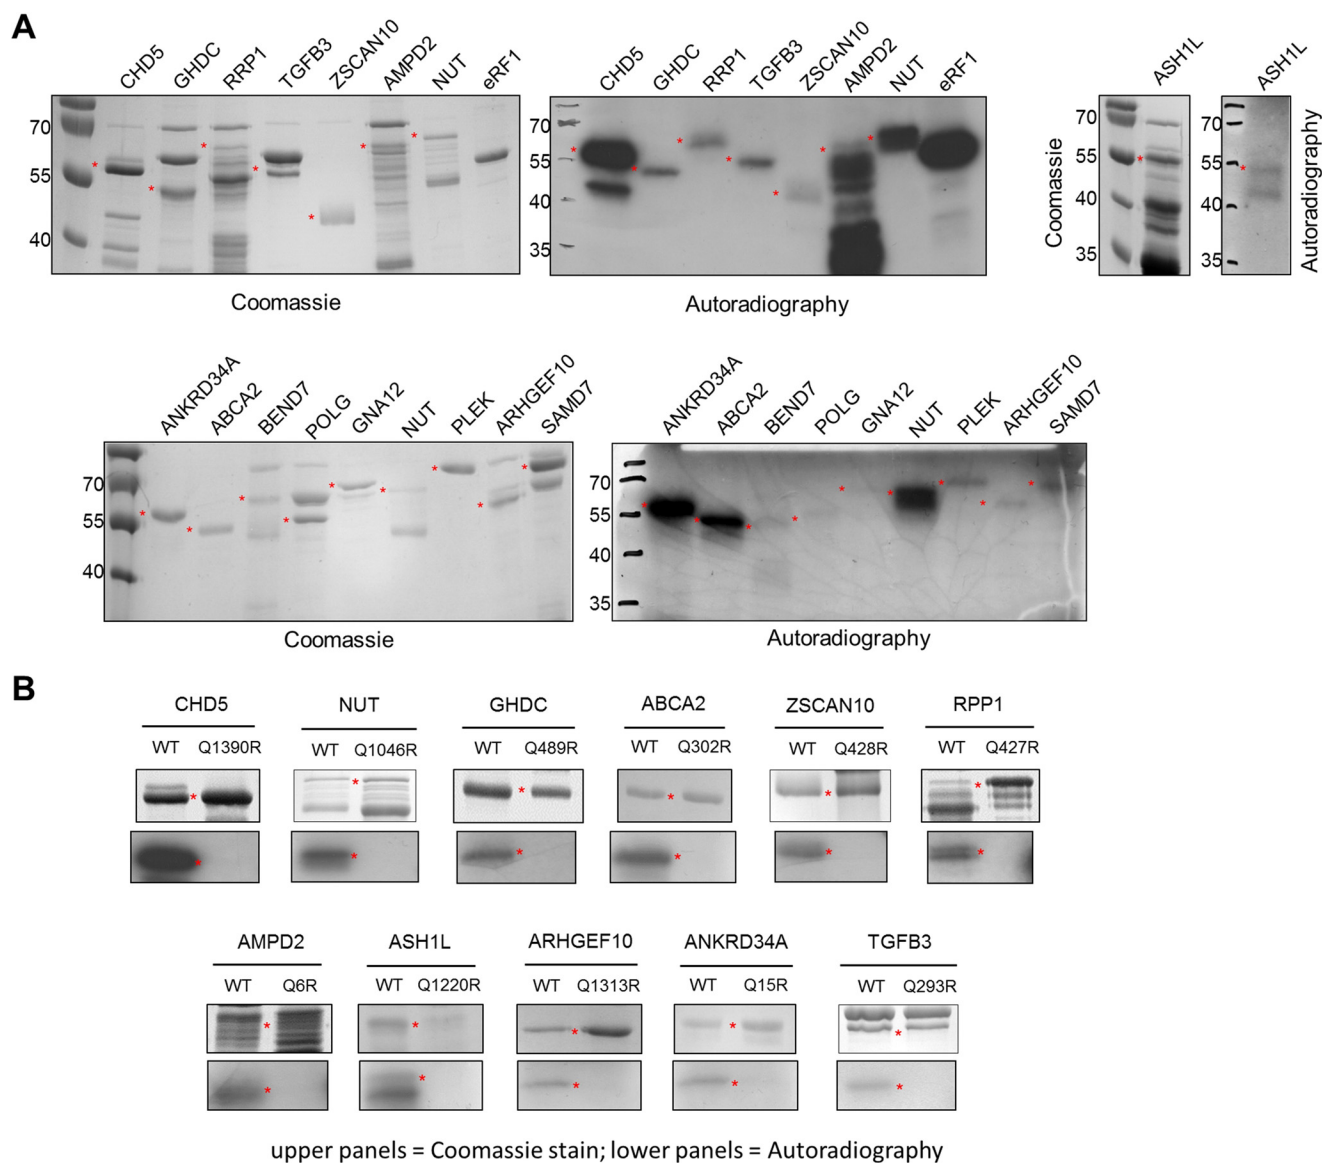 A
CHD5 GHDC RRP1 TGFB3 ZSCAN10 AMPD2 NUT eRF1
70
55
40
Coomassie
CHD5 GHDC RRP1 TGFB3 ZSCAN10 AMPD2 NUT eRF1
70
55
40
35
Autoradiography
ASH1L
Coomassie
70
55
40
35
ASH1L
70
55
40
35
Autoradiography
ANKRD34A ABCA2 BEND7 POLG GNA12 NUT PLEK ARHGEF10 SAMD7
70
55
40
Coomassie
ANKRD34A ABCA2 BEND7 POLG GNA12 NUT PLEK ARHGEF10 SAMD7
70
55
40
35
Autoradiography
B
CHD5 NUT GHDC ABCA2 ZSCAN10 RPP1
WT Q1390R WT Q1046R WT Q489R WT Q302R WT Q428R WT Q427R
AMPD2 ASH1L ARHGEF10 ANKRD34A TGFB3
WT Q6R WT Q1220R WT Q1313R WT Q15R WT Q293R
upper panels = Coomassie stain; lower panels = Autoradiography